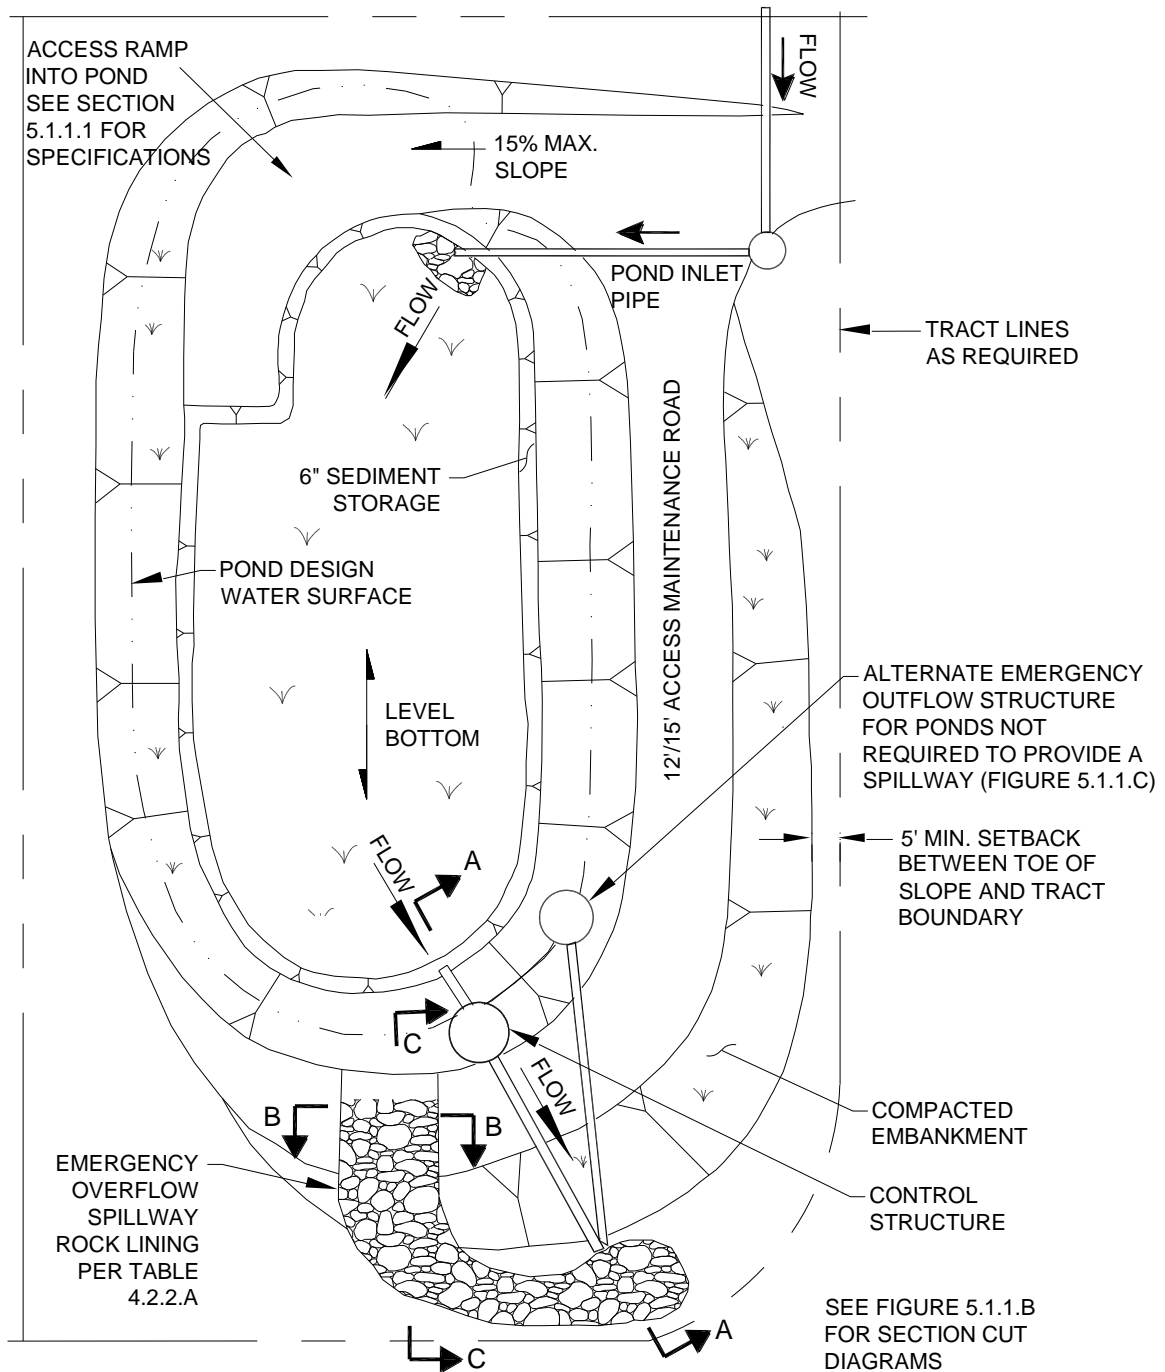 ACCESS RAMP
INTO POND
SEE SECTION
5.1.1.1 FOR
SPECIFICATIONS
FLOW
15% MAX.
SLOPE
POND INLET
PIPE
FLOW
TRACT LINES
AS REQUIRED
12'/15' ACCESS MAINTENANCE ROAD
6" SEDIMENT
STORAGE
POND DESIGN
WATER SURFACE
LEVEL
BOTTOM
ALTERNATE EMERGENCY
OUTFLOW STRUCTURE
FOR PONDS NOT
REQUIRED TO PROVIDE A
SPILLWAY (FIGURE 5.1.1.C)
5' MIN. SETBACK
BETWEEN TOE OF
SLOPE AND TRACT
BOUNDARY
FLOW
A
C
FLOW
B
B
COMPACTED
EMBANKMENT
EMERGENCY
OVERFLOW
SPILLWAY
ROCK LINING
PER TABLE
4.2.2.A
CONTROL
STRUCTURE
A
C
SEE FIGURE 5.1.1.B
FOR SECTION CUT
DIAGRAMS